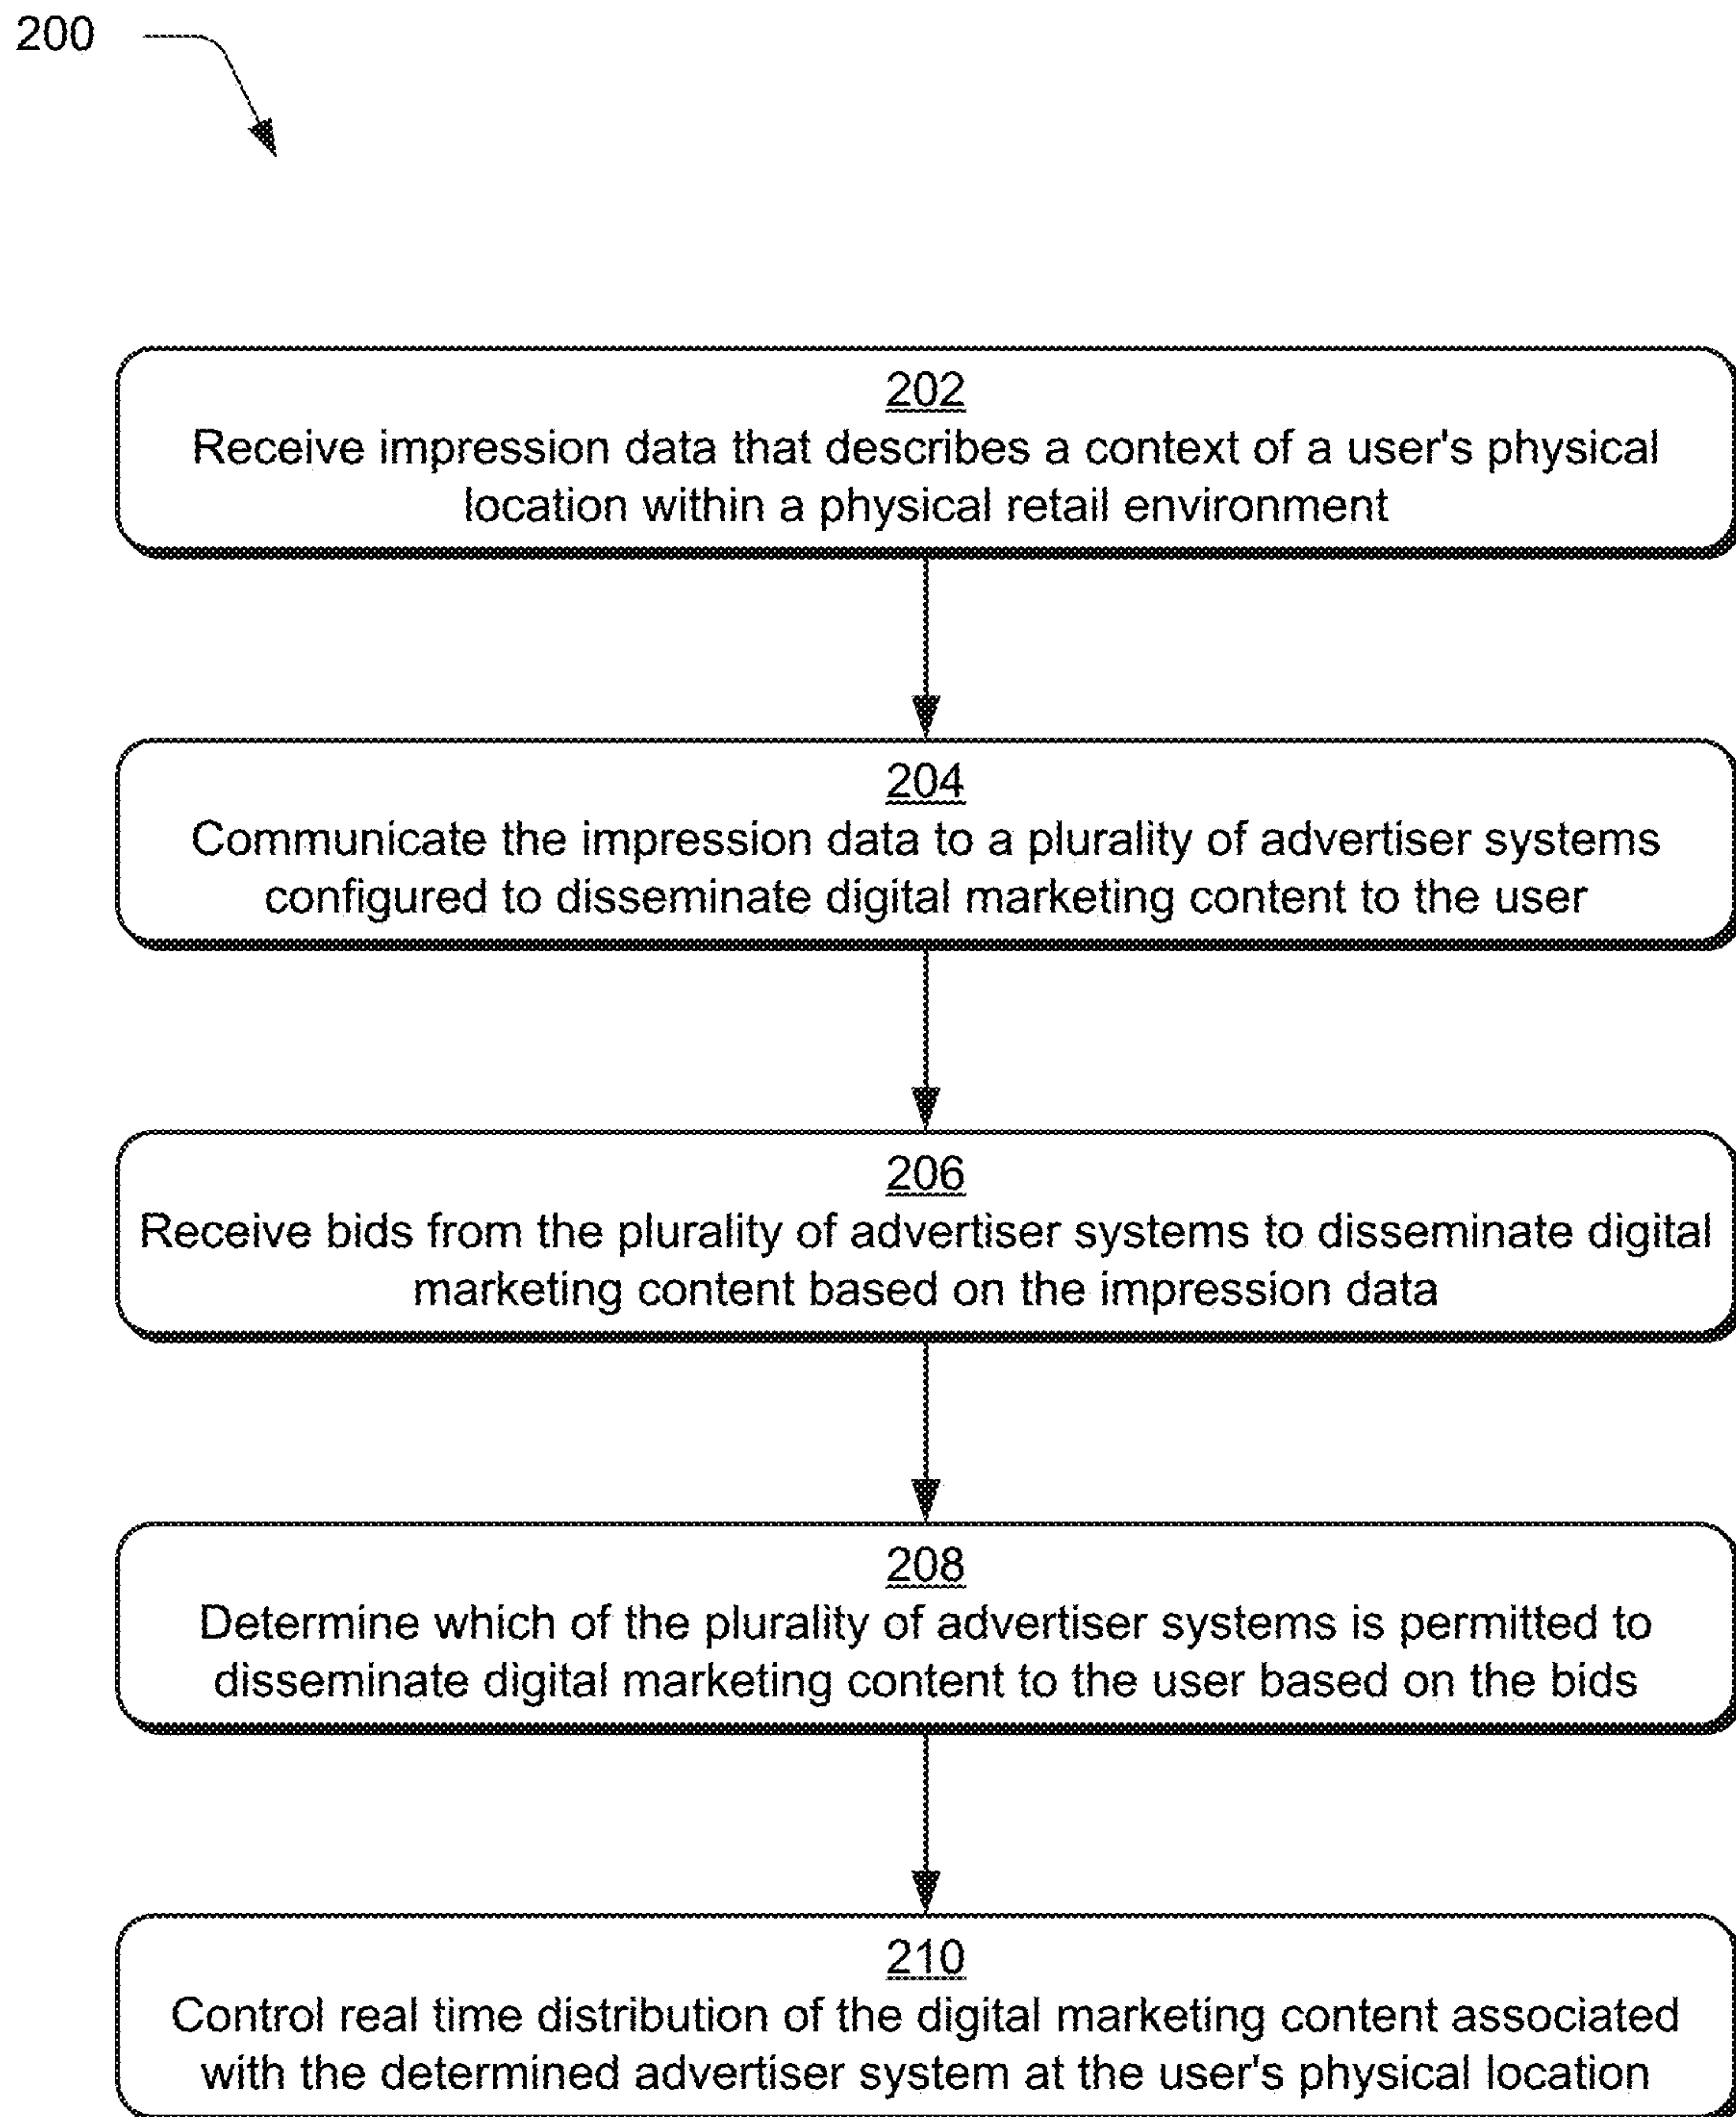 200
202
Receive impression data that describes a context of a user's physical
location within a physical retail environment
204
Communicate the impression data to a plurality of advertiser systems
configured to disseminate digital marketing content to the user
206
Receive bids from the plurality of advertiser systems to disseminate digital
marketing content based on the impression data
208
Determine which of the plurality of advertiser systems is permitted to
disseminate digital marketing content to the user based on the bids
210
Control real time distribution of the digital marketing content associated
with the determined advertiser system at the user's physical location